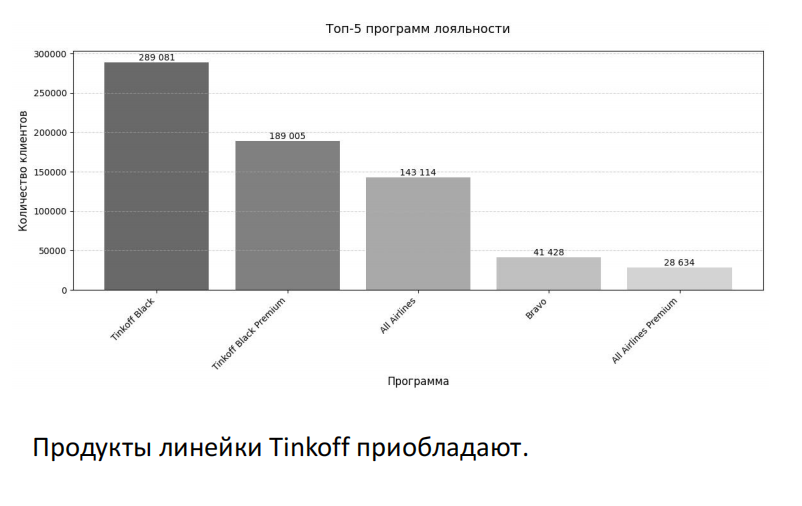 Топ-5 программ лояльности
300000
250000
200000
150000
100000
50000
0
Количество клиентов
289 081
189 005
143 114
41 428
28 634
Tinkoff Black
Tinkoff Black Premium
All Airlines
Bravo
All Airlines Premium
Программа
Продукты линейки Tinkoff приобладают.